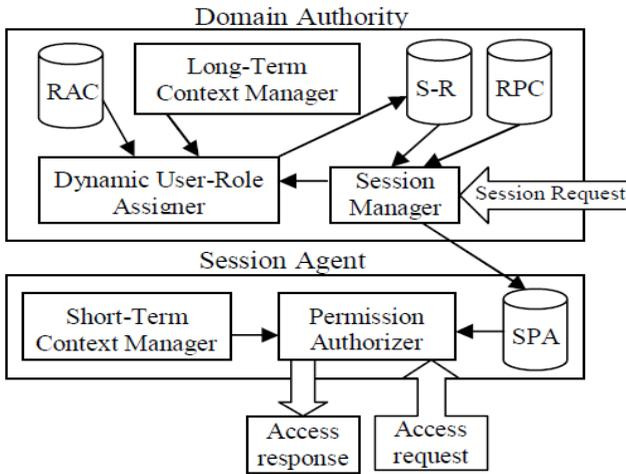 Domain Authority
RAC
Long-Term
Context Manager
S-R
RPC
Dynamic User-Role
Assigner
Session
Manager
Session Request
Session Agent
Short-Term
Context Manager
Permission
Authorizer
SPA
Access
response
Access
request